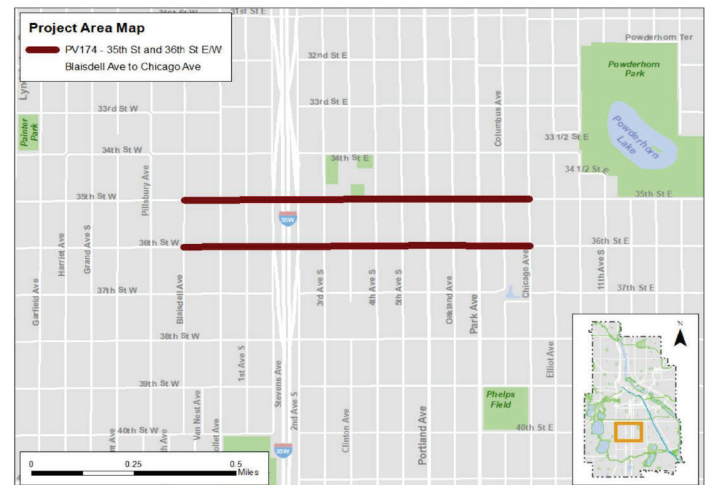 Project Area Map
PV174 - 35th St and 36th St E/W
Blaisdell Ave to Chicago Ave
31st St E
32nd St E
Powderhorn Ter
Powderhorn
Park
33rd St W
33rd St E
Columbus Ave
Powderhorn
Lake
Painter
Park
33 1/2 St E
34th St W
34th St E
34 1/2 St E
35th St W
Pillsbury Ave
35th St E
35W
36th St W
36th St E
Garfield Ave
Harriet Ave
Grand Ave S
Blaisdell Ave
37th St W
3rd Ave S
4th Ave S
5th Ave S
Oakland Ave
Park Ave
Chicago Ave
11th Ave S
37th St E
38th St W
1st Ave S
Stevens Ave
Elliot Ave
39th St W
Van Nest Ave
2nd Ave S
Phelps
Field
40th St W
Clinton Ave
Portland Ave
40th St E
35W
0 0.25 0.5
Miles
N